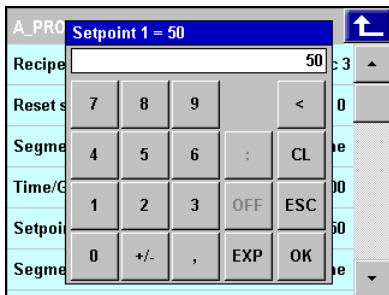 A_PRO
Setpoint 1 = 50
50
Recipe
c 3
7 8 9 <
Reset s
0
4 5 6 : CL
Segme
ne
Time/G
00
1 2 3 OFF ESC
Setpoi
50
0 +/- , EXP OK
Segme
ne